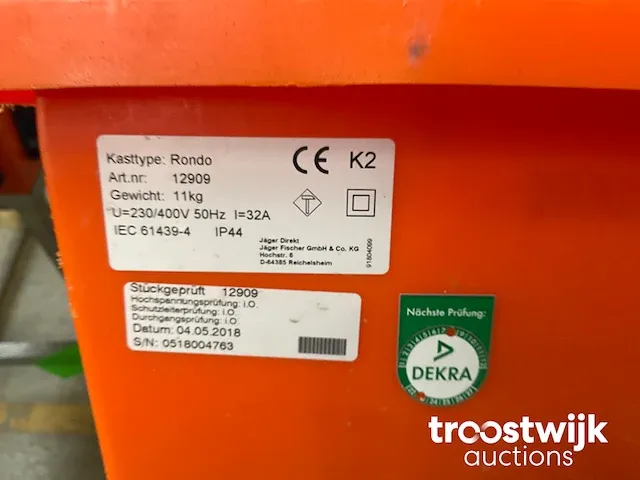 Kasttype: Rondo
Art.nr: 12909
Gewicht: 11kg
U=230/400V 50Hz I=32A
IEC 61439-4 IP44
CE K2
T
Jäger Direkt
Jäger Fischer GmbH & Co. KG
Hochstr. 6
D-64385 Reichelsheim
91804099
Stückgeprüft 12909
Hochspannungsprüfung: i.O.
Schutzleiterprüfung: i.O.
Durchgangsprüfung: i.O.
Datum: 04.05.2018
S/N: 0518004763
Nächste Prüfung:
DEKRA
troostwijk
auctions